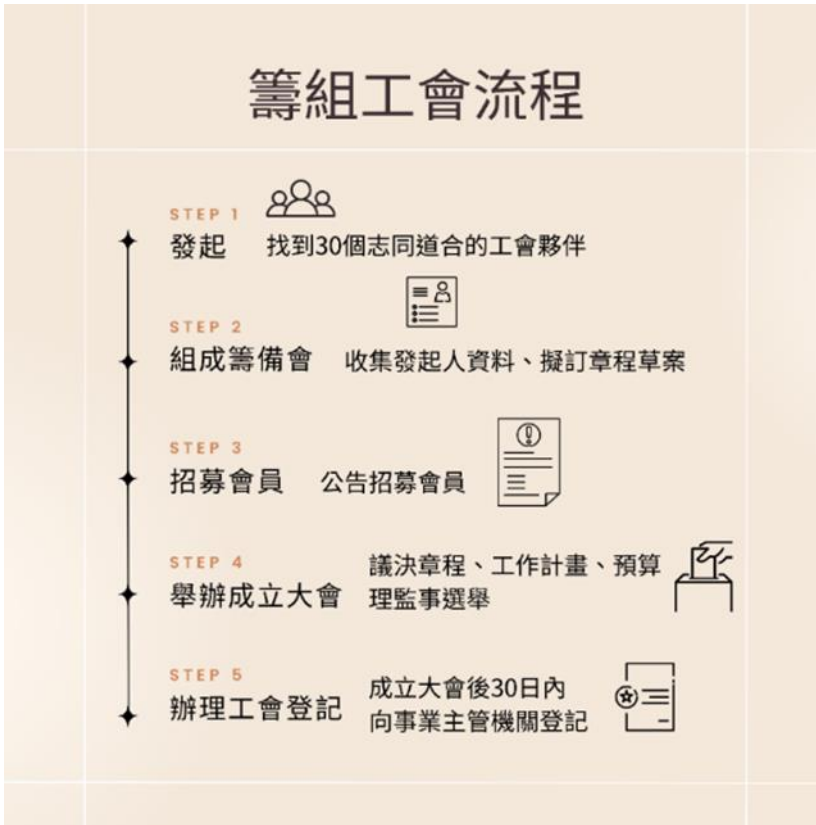 籌組工會流程
STEP 1
發起 找到30個志同道合的工會夥伴
STEP 2
組成籌備會 收集發起人資料、擬訂章程草案
STEP 3
招募會員 公告招募會員
STEP 4
舉辦成立大會
議決章程、工作計畫、預算
理監事選舉
STEP 5
辦理工會登記
成立大會後30日內
向事業主管機關登記